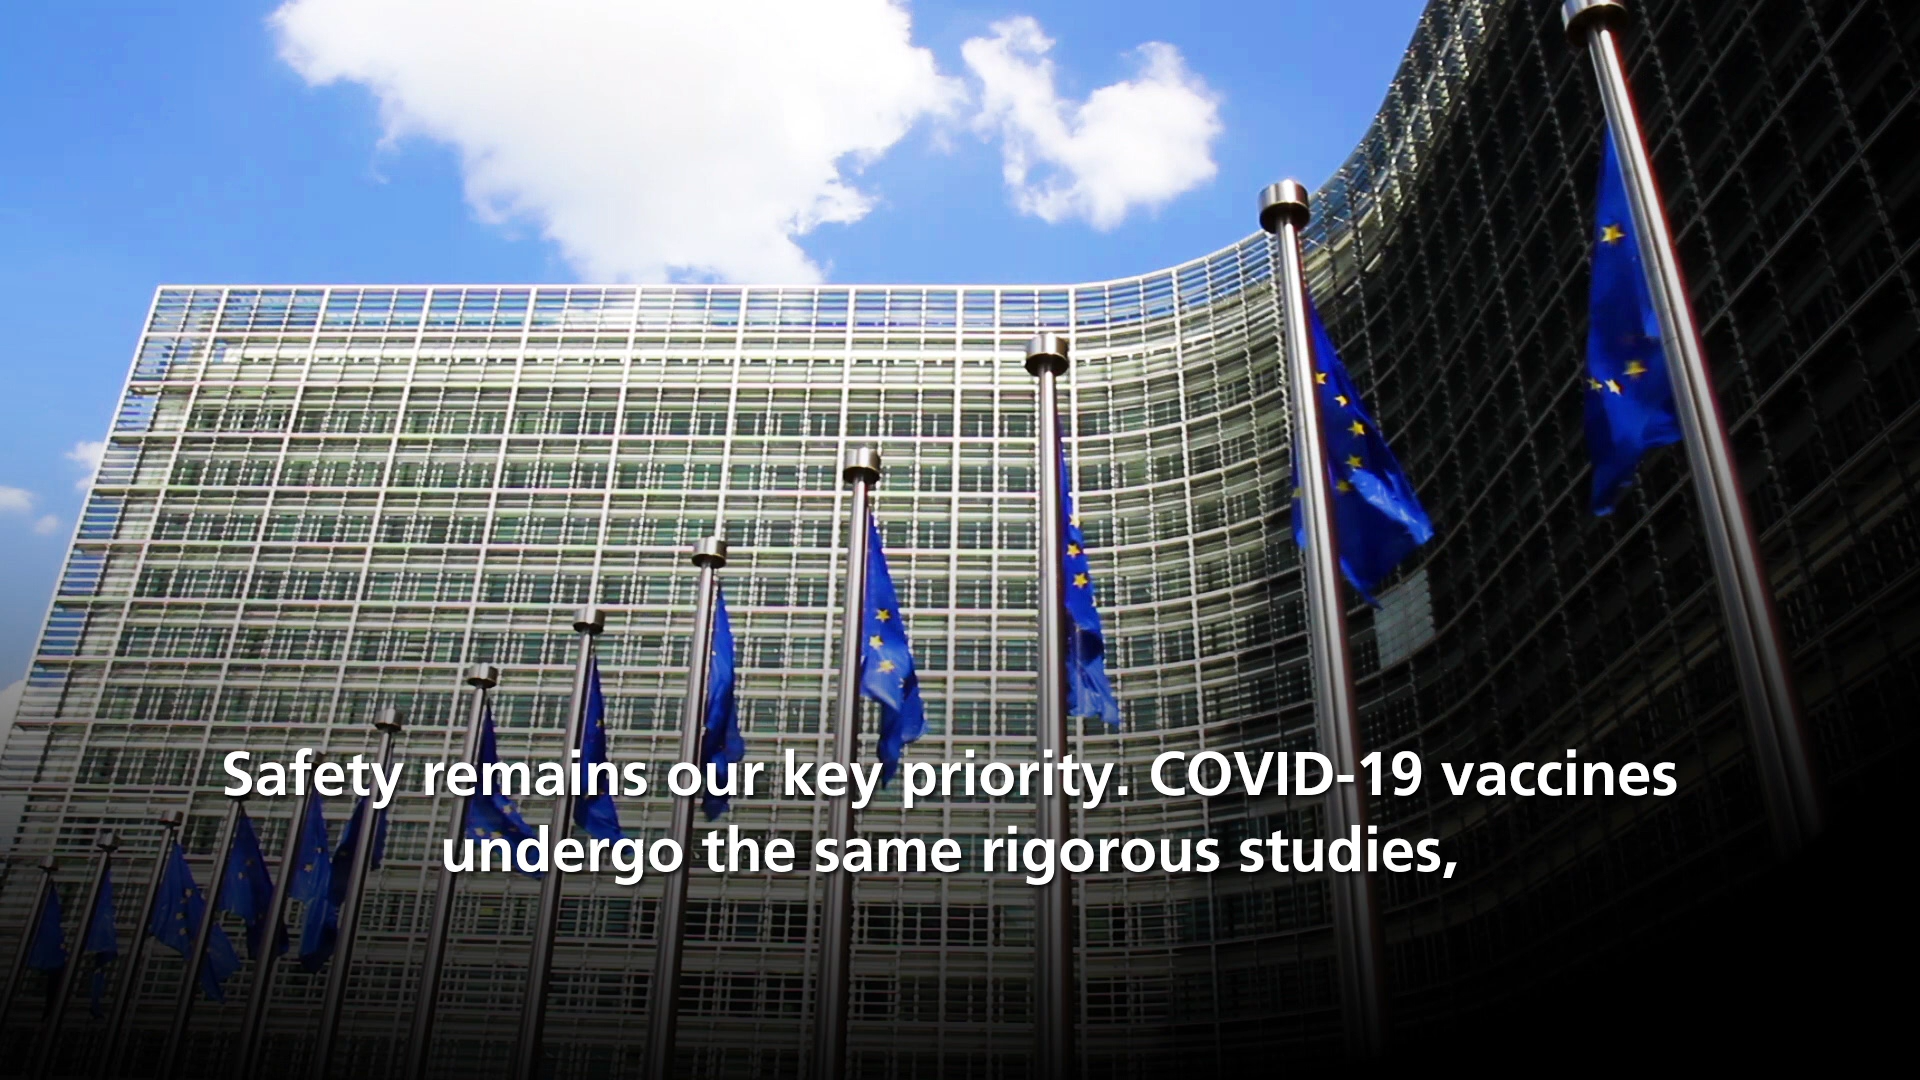 Safety remains our key priority. COVID-19 vaccines
undergo the same rigorous studies,